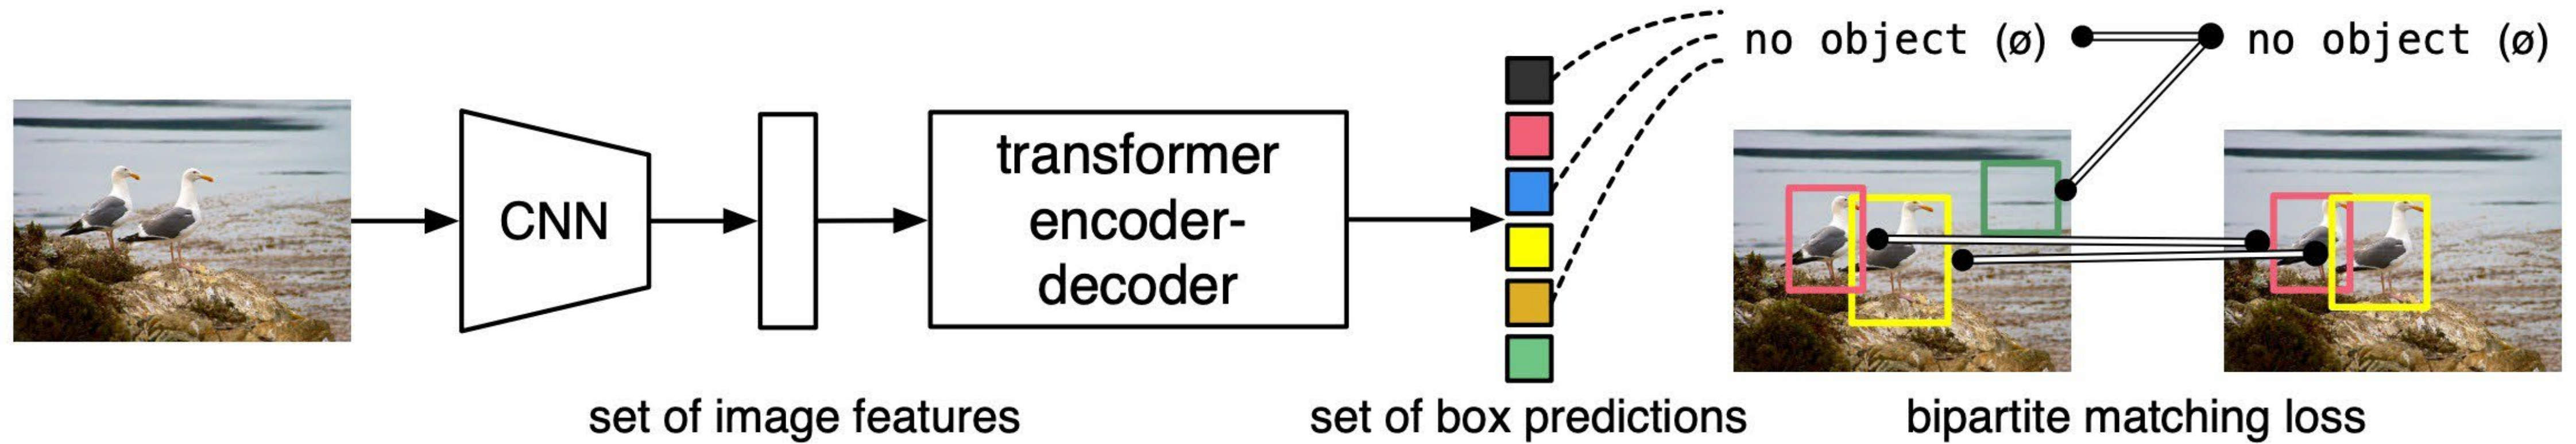 no object (ø)
no object (ø)
CNN
transformer
encoder-
decoder
set of image features
set of box predictions
bipartite matching loss